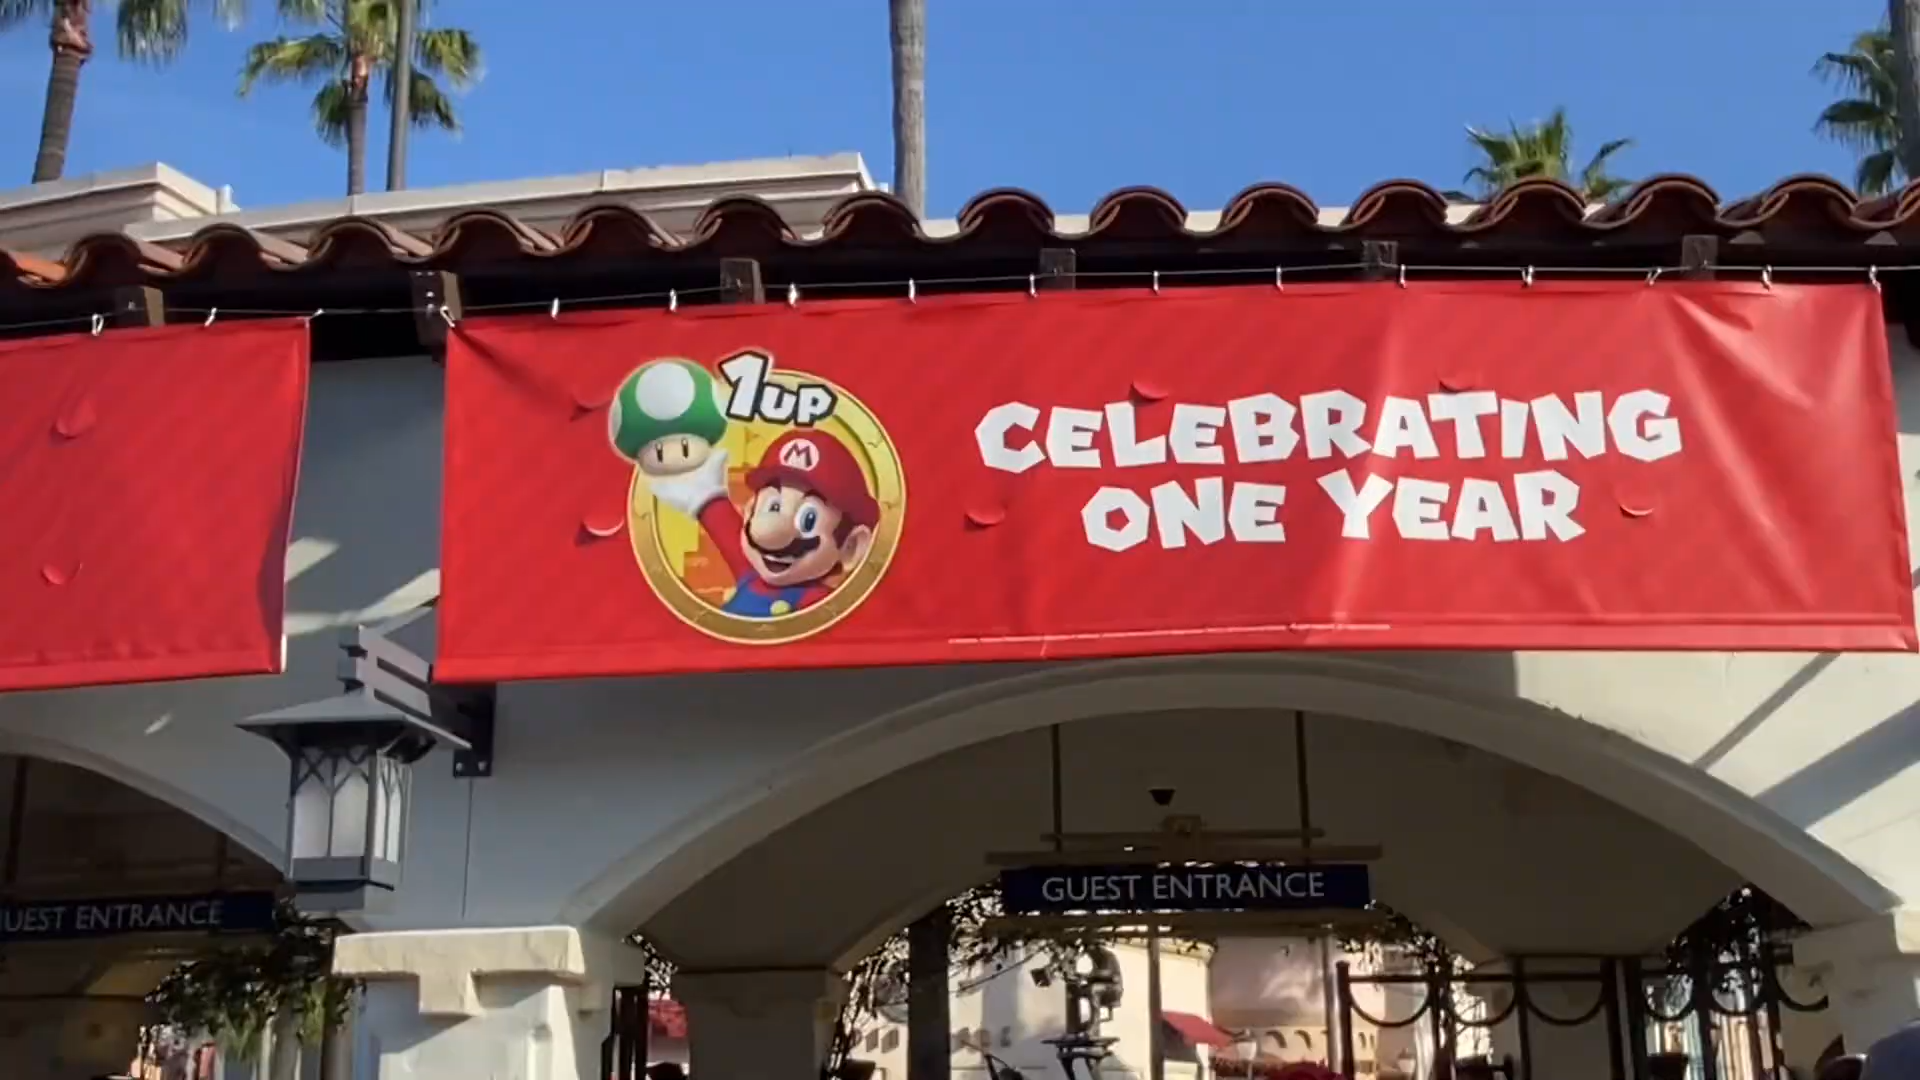 1UP
M
CELEBRATING
ONE YEAR
GUEST ENTRANCE
UEST ENTRANCE